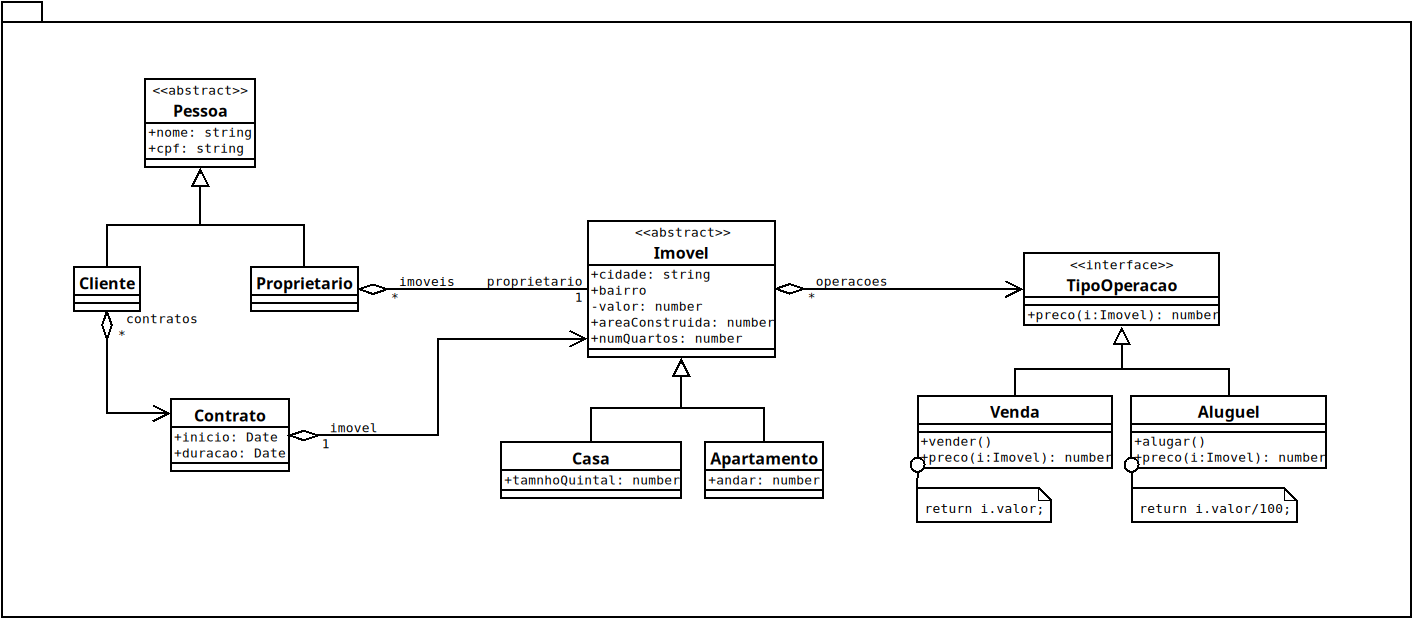 <<abstract>>
Pessoa
+nome: string
+cpf: string
Cliente
Proprietario
imoveis
*
proprietario
1
contratos
*
Contrato
+inicio: Date
+duracao: Date
imovel
1
<<abstract>>
Imovel
+cidade: string
+bairro
-valor: number
+areaConstruida: number
+numQuartos: number
Casa
+tamnhoQuintal: number
Apartamento
+andar: number
operacoes
*
<<interface>>
TipoOperacao
+preco(i:Imovel): number
Venda
+vender()
+preco(i:Imovel): number
return i.valor;
Aluguel
+alugar()
+preco(i:Imovel): number
return i.valor/100;